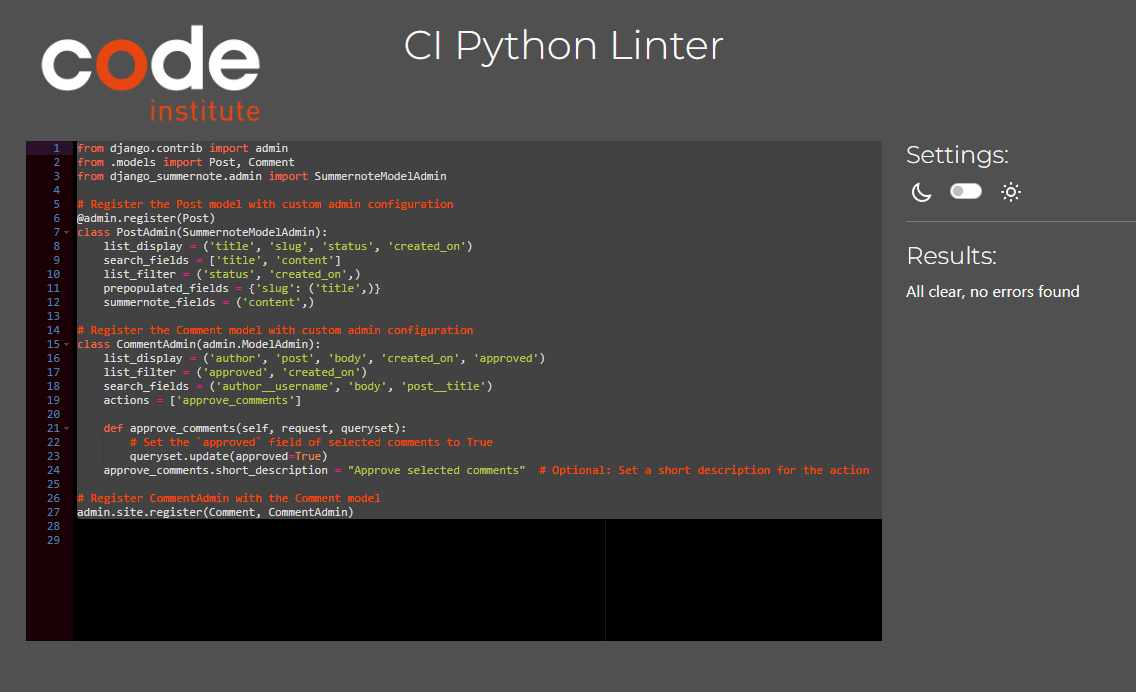 code
institute
CI Python Linter
1 from django.contrib import admin
2 from .models import Post, Comment
3 from django_summernote.admin import SummernoteModelAdmin
4
5 # Register the Post model with custom admin configuration
6 @admin.register(Post)
7 class PostAdmin(SummernoteModelAdmin):
8     list_display = ('title', 'slug', 'status', 'created_on')
9     search_fields = ['title', 'content']
10     list_filter = ('status', 'created_on',)
11     prepopulated_fields = {'slug': ('title',)}
12     summernote_fields = ('content',)
13
14 # Register the Comment model with custom admin configuration
15 class CommentAdmin(admin.ModelAdmin):
16     list_display = ('author', 'post', 'body', 'created_on', 'approved')
17     list_filter = ('approved', 'created_on')
18     search_fields = ('author__username', 'body', 'post__title')
19     actions = ['approve_comments']
20
21     def approve_comments(self, request, queryset):
22         # Set the `approved` field of selected comments to True
23         queryset.update(approved=True)
24     approve_comments.short_description = "Approve selected comments"  # Optional: Set a short description for the action
25
26 # Register CommentAdmin with the Comment model
27 admin.site.register(Comment, CommentAdmin)
28
29
Settings:
Results:
All clear, no errors found